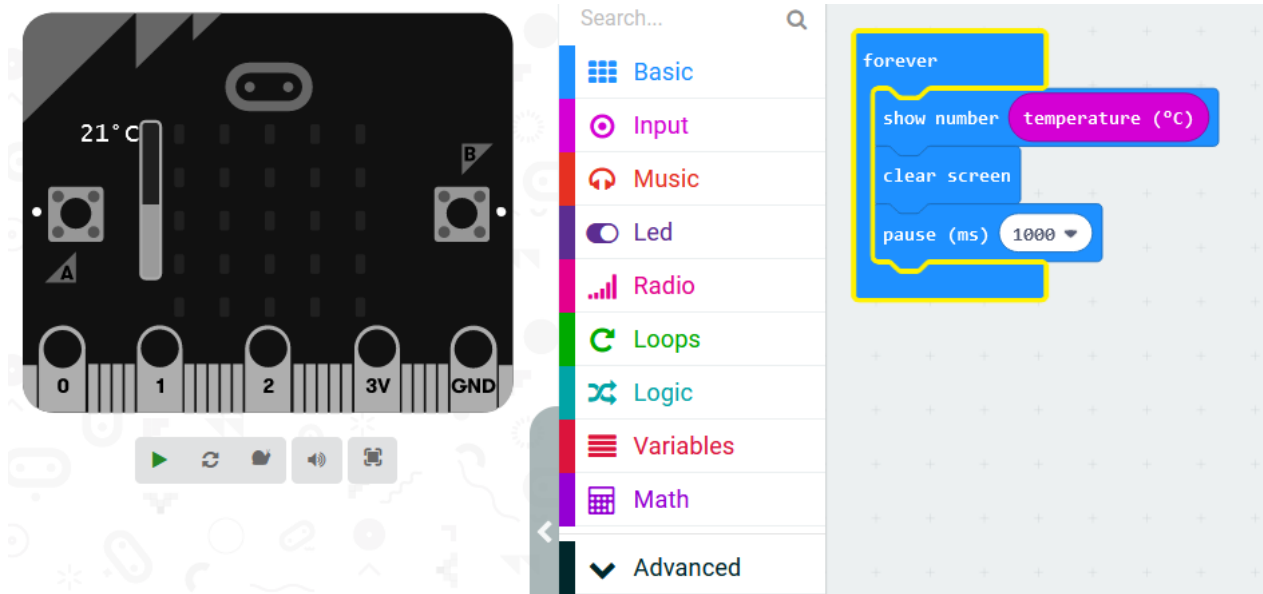 21°C
B
A
0 1 2 3V GND
Search...
Basic
Input
Music
Led
Radio
Loops
Logic
Variables
Math
Advanced
forever
show number temperature (ºC)
clear screen
pause (ms) 1000